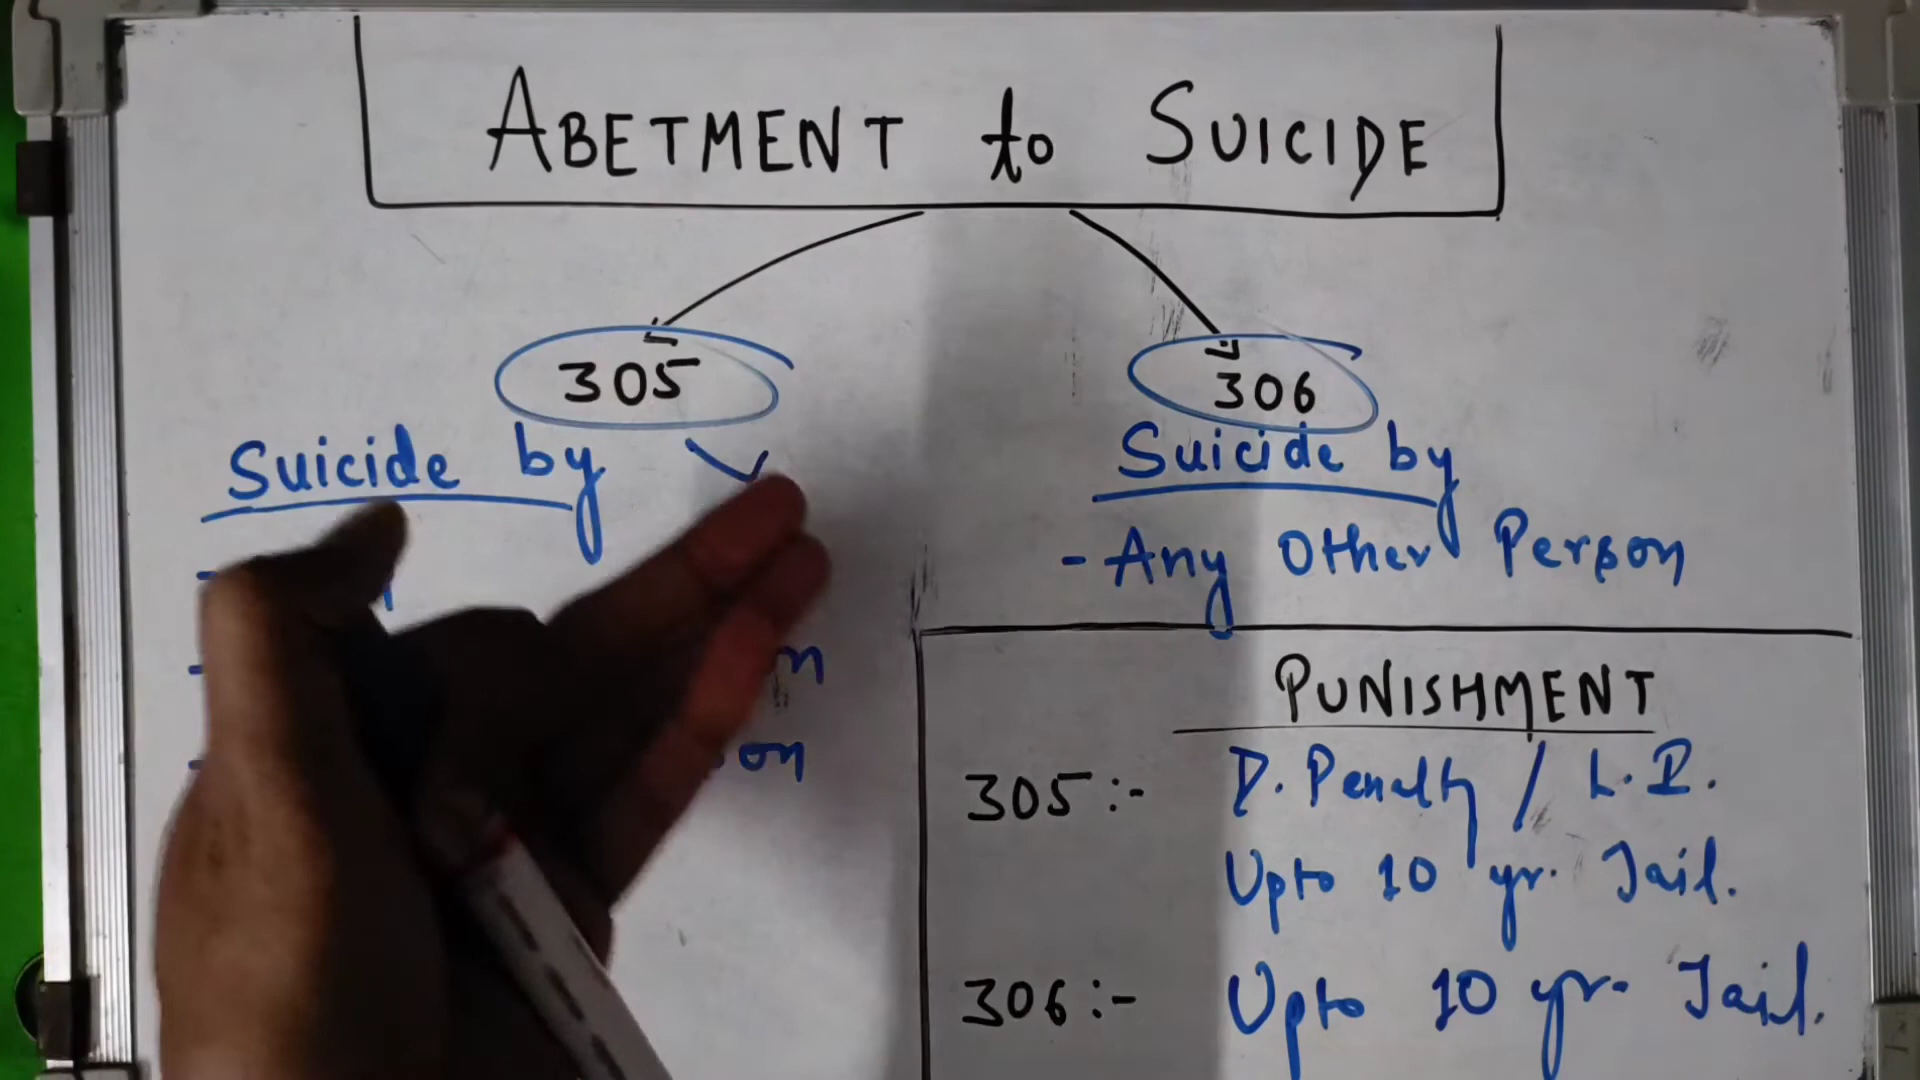 ABETMENT to SUICIDE
305
306
Suicide by
Suicide by
- Any Other Person
PUNISHMENT
305 :- D. Penalty / L.I.
Upto 10 yr. Jail.
306 :- Upto 10 yr. Jail.